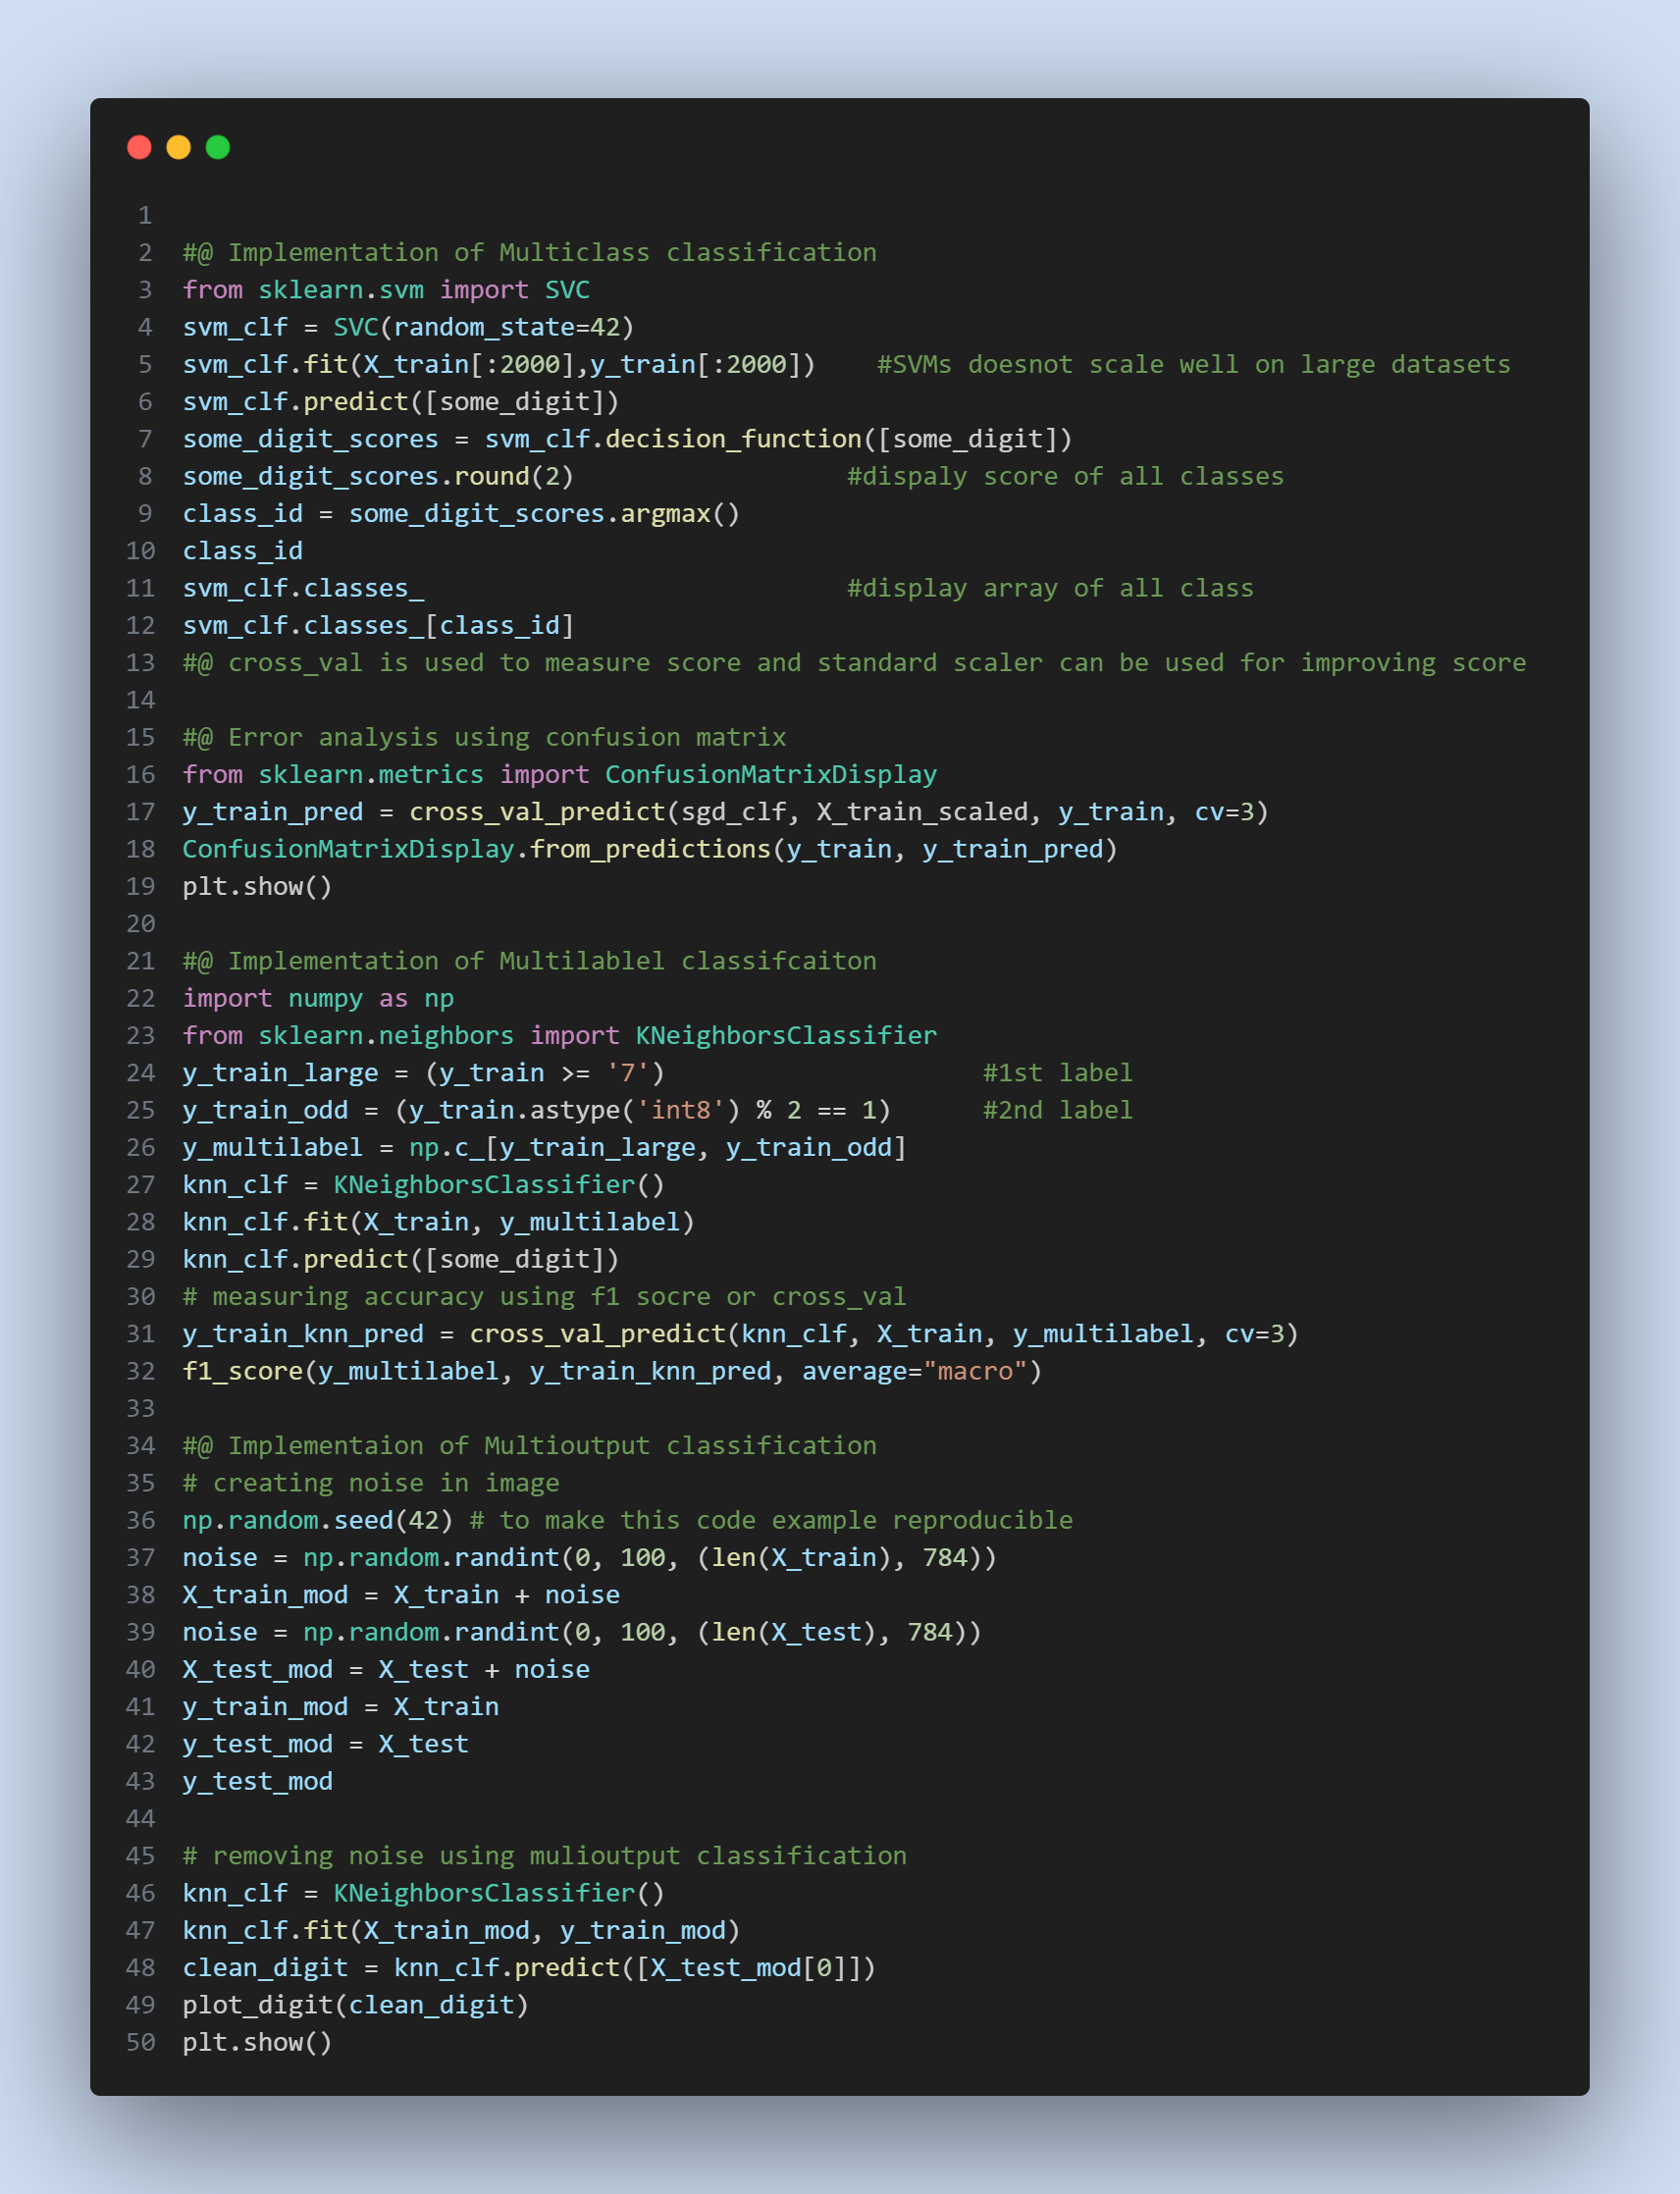 1
2 #@ Implementation of Multiclass classification
3 from sklearn.svm import SVC
4 svm_clf = SVC(random_state=42)
5 svm_clf.fit(X_train[:2000],y_train[:2000])    #SVMs doesnot scale well on large datasets
6 svm_clf.predict([some_digit])
7 some_digit_scores = svm_clf.decision_function([some_digit])
8 some_digit_scores.round(2)                  #dispaly score of all classes
9 class_id = some_digit_scores.argmax()
10 class_id
11 svm_clf.classes_                            #display array of all class
12 svm_clf.classes_[class_id]
13 #@ cross_val is used to measure score and standard scaler can be used for improving score
14
15 #@ Error analysis using confusion matrix
16 from sklearn.metrics import ConfusionMatrixDisplay
17 y_train_pred = cross_val_predict(sgd_clf, X_train_scaled, y_train, cv=3)
18 ConfusionMatrixDisplay.from_predictions(y_train, y_train_pred)
19 plt.show()
20
21 #@ Implementation of Multilablel classifcaiton
22 import numpy as np
23 from sklearn.neighbors import KNeighborsClassifier
24 y_train_large = (y_train >= '7')                     #1st label
25 y_train_odd = (y_train.astype('int8') % 2 == 1)      #2nd label
26 y_multilabel = np.c_[y_train_large, y_train_odd]
27 knn_clf = KNeighborsClassifier()
28 knn_clf.fit(X_train, y_multilabel)
29 knn_clf.predict([some_digit])
30 # measuring accuracy using f1 socre or cross_val
31 y_train_knn_pred = cross_val_predict(knn_clf, X_train, y_multilabel, cv=3)
32 f1_score(y_multilabel, y_train_knn_pred, average="macro")
33
34 #@ Implementaion of Multioutput classification
35 # creating noise in image
36 np.random.seed(42) # to make this code example reproducible
37 noise = np.random.randint(0, 100, (len(X_train), 784))
38 X_train_mod = X_train + noise
39 noise = np.random.randint(0, 100, (len(X_test), 784))
40 X_test_mod = X_test + noise
41 y_train_mod = X_train
42 y_test_mod = X_test
43 y_test_mod
44
45 # removing noise using mulioutput classification
46 knn_clf = KNeighborsClassifier()
47 knn_clf.fit(X_train_mod, y_train_mod)
48 clean_digit = knn_clf.predict([X_test_mod[0]])
49 plot_digit(clean_digit)
50 plt.show()